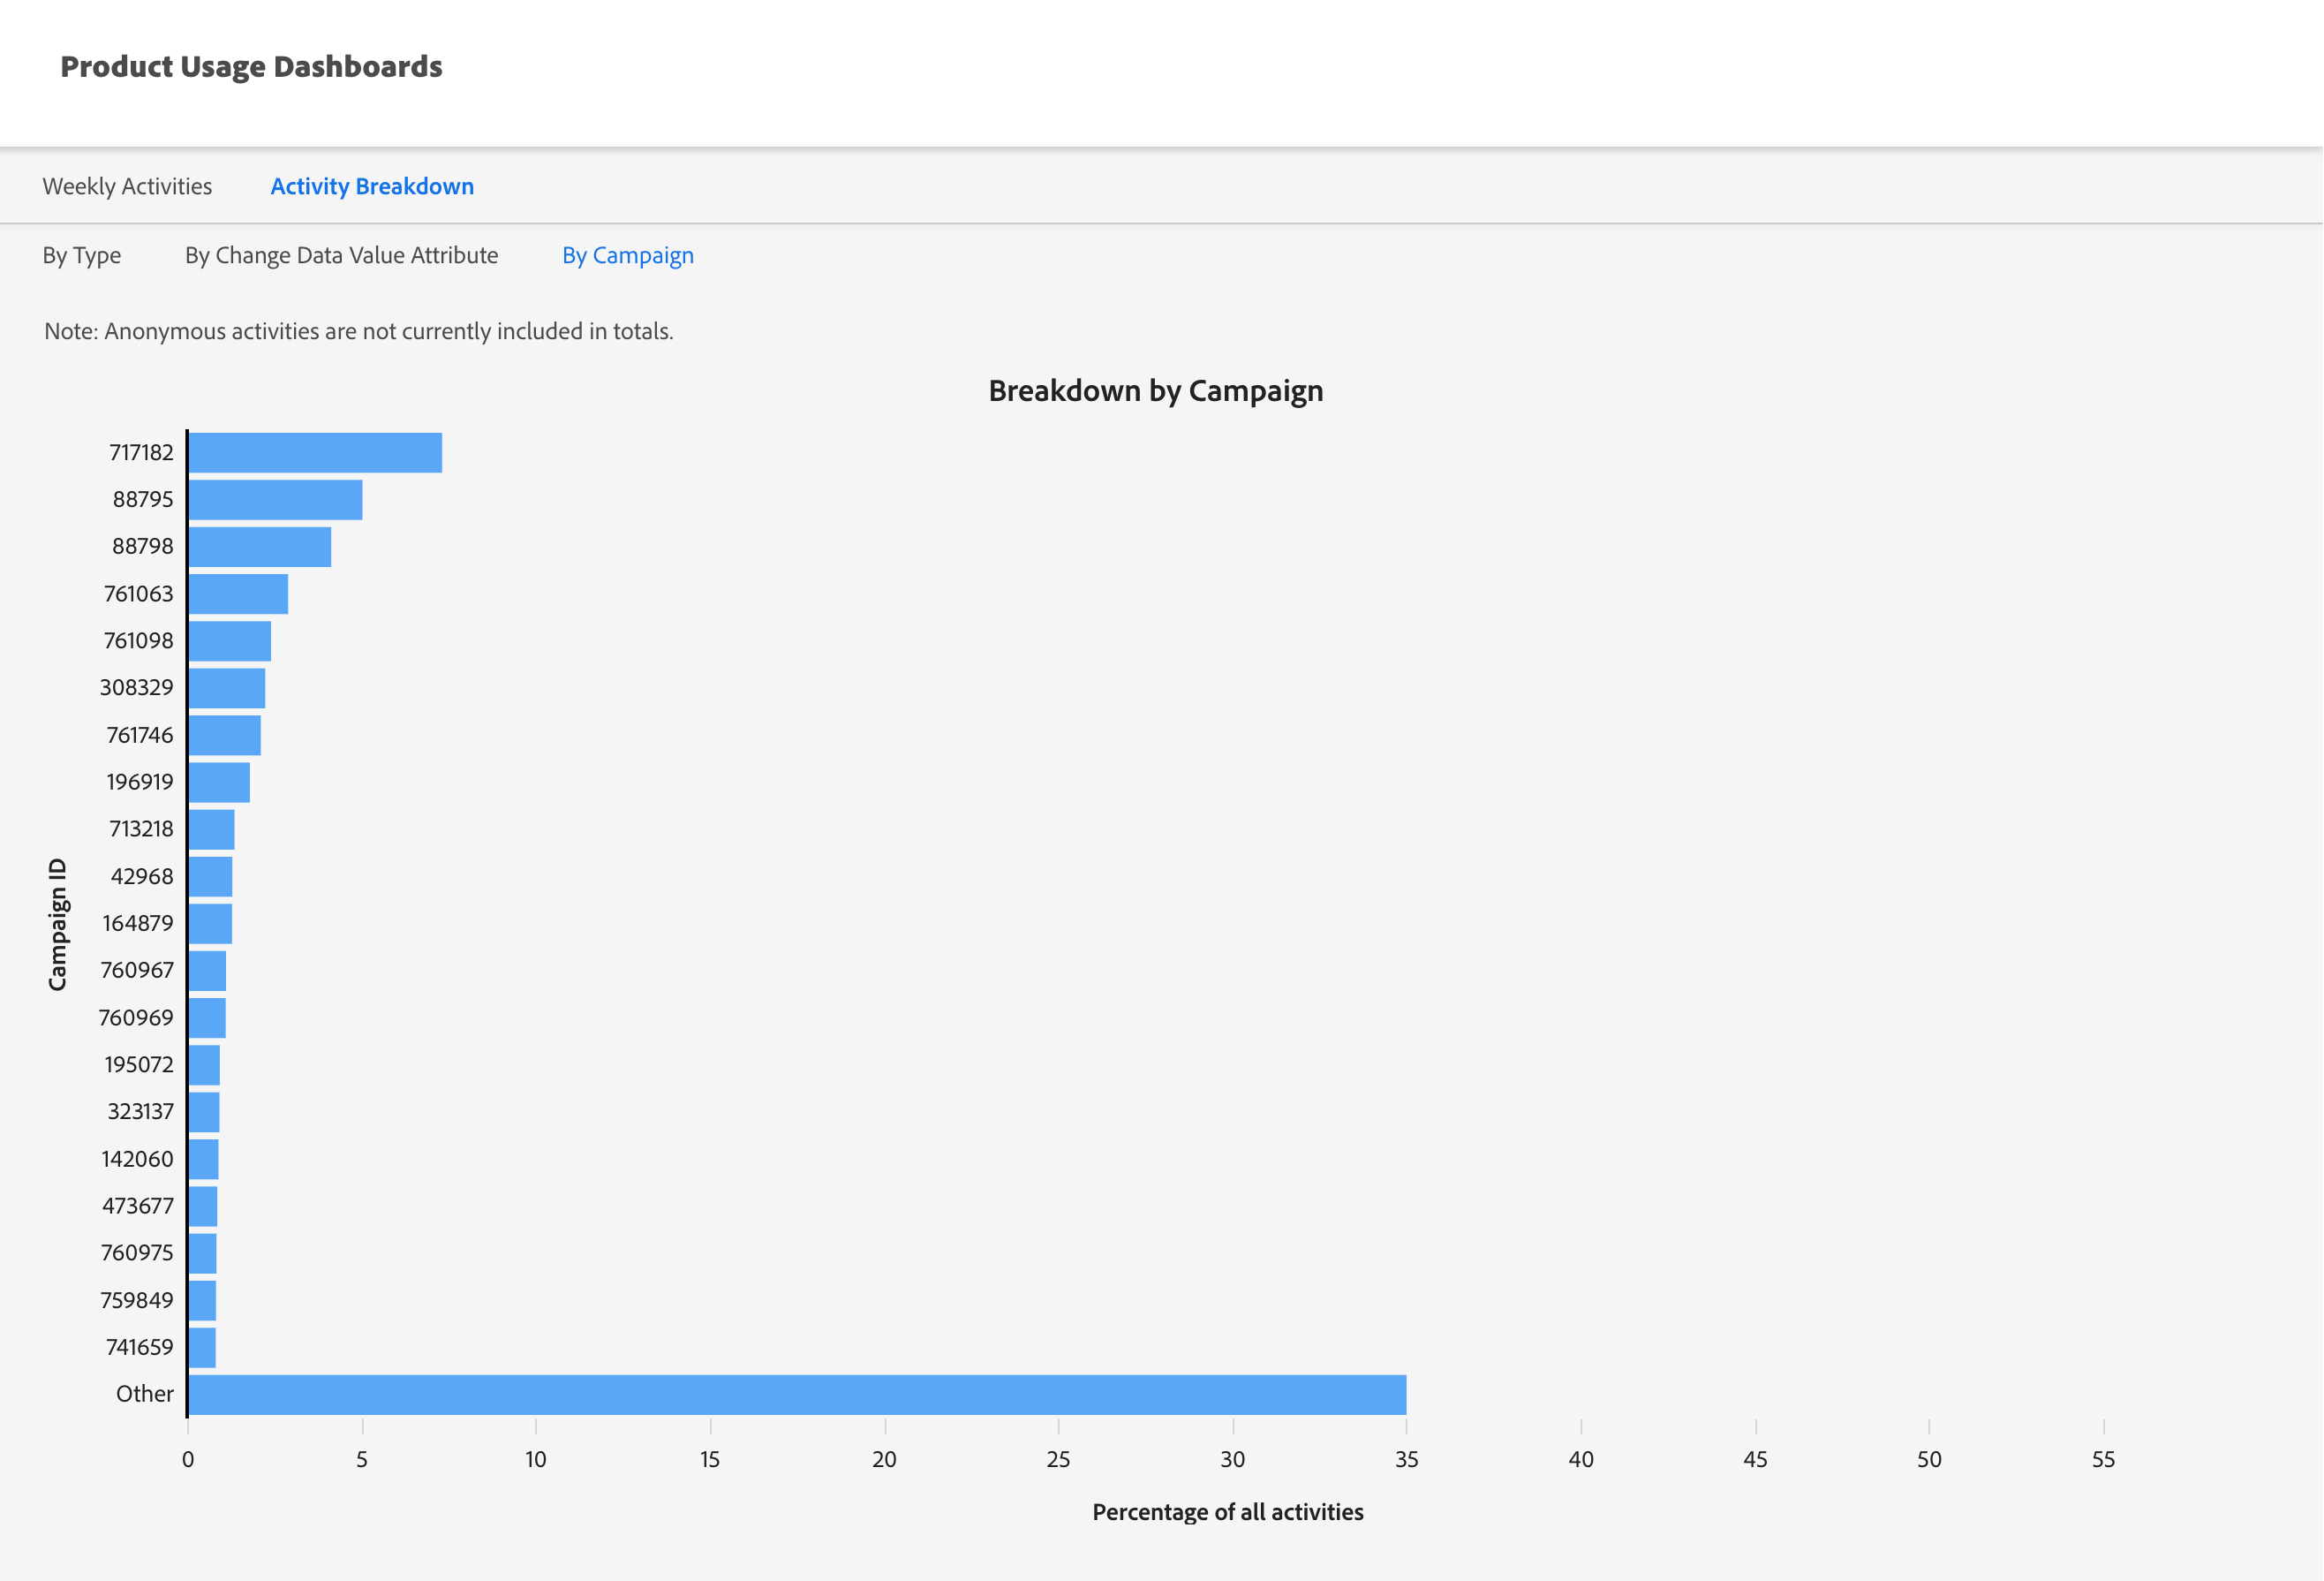 Product Usage Dashboards
Weekly Activities Activity Breakdown
By Type By Change Data Value Attribute By Campaign
Note: Anonymous activities are not currently included in totals.
Breakdown by Campaign
Campaign ID
717182
88795
88798
761063
761098
308329
761746
196919
713218
42968
164879
760967
760969
195072
323137
142060
473677
760975
759849
741659
Other
0 5 10 15 20 25 30 35 40 45 50 55
Percentage of all activities